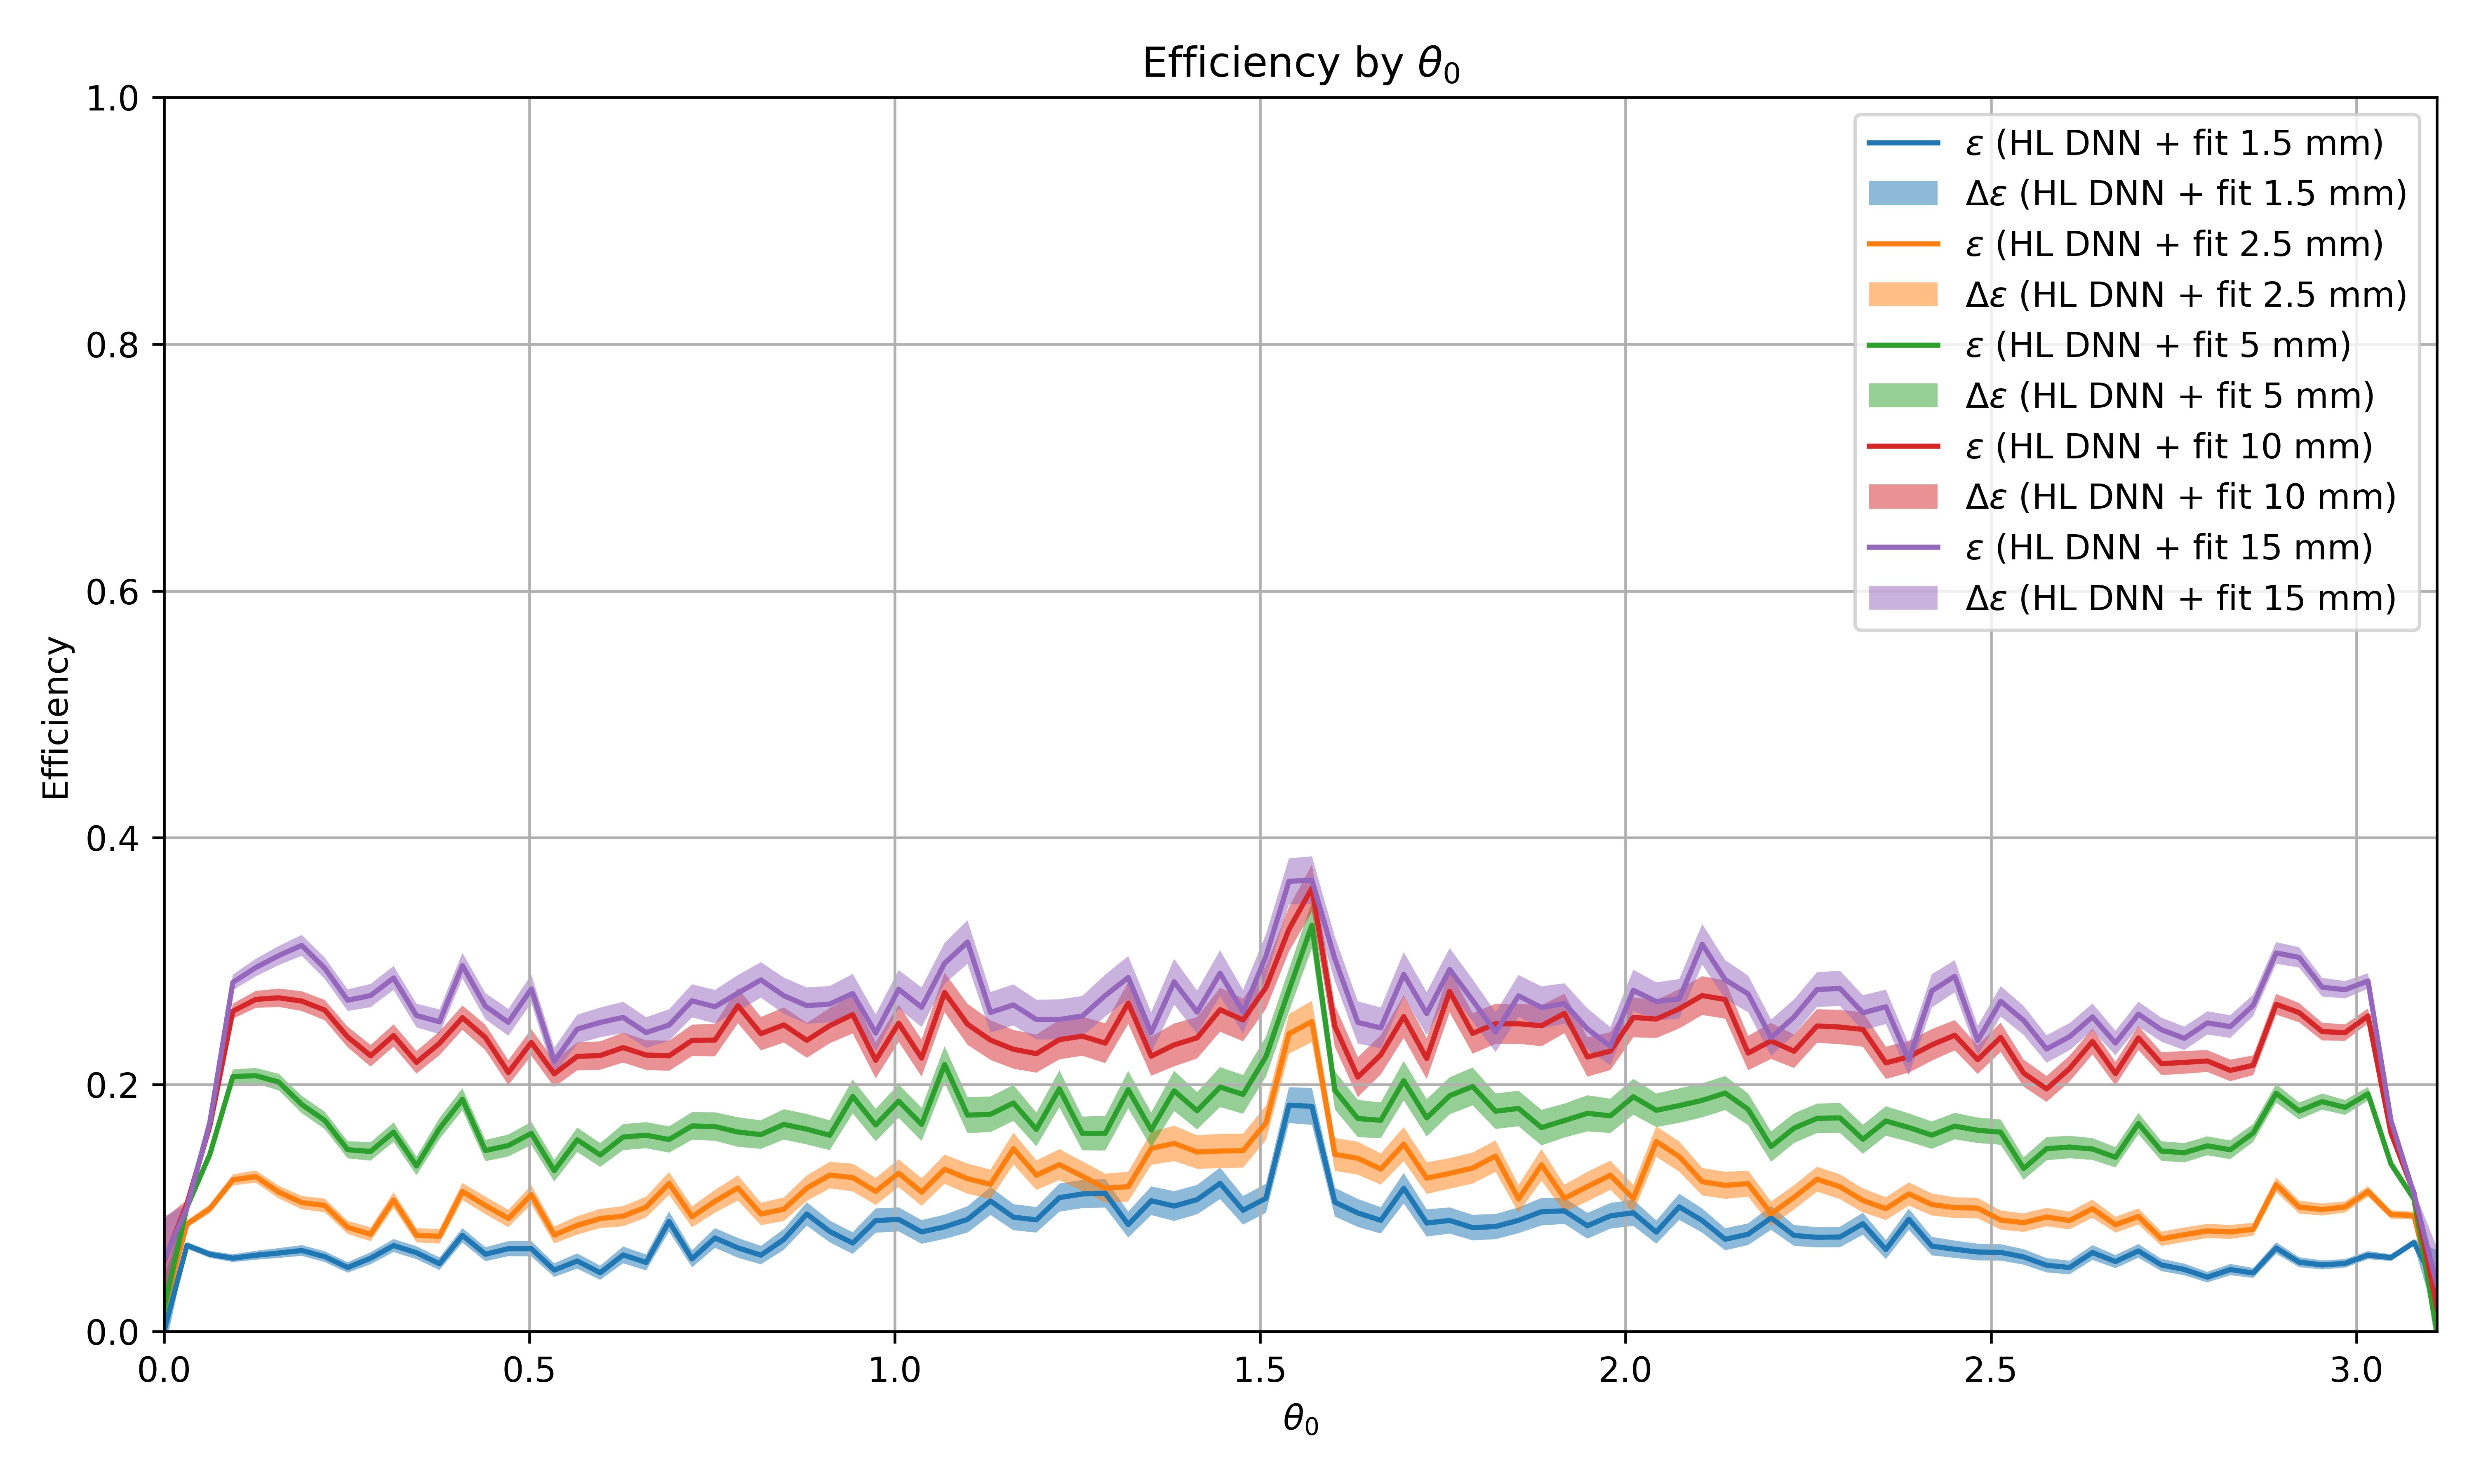 Efficiency by θ₀
1.0
0.8
0.6
0.4
0.2
0.0
Efficiency
0.0 0.5 1.0 1.5 2.0 2.5 3.0
θ₀
ε (HL DNN + fit 1.5 mm)
Δε (HL DNN + fit 1.5 mm)
ε (HL DNN + fit 2.5 mm)
Δε (HL DNN + fit 2.5 mm)
ε (HL DNN + fit 5 mm)
Δε (HL DNN + fit 5 mm)
ε (HL DNN + fit 10 mm)
Δε (HL DNN + fit 10 mm)
ε (HL DNN + fit 15 mm)
Δε (HL DNN + fit 15 mm)